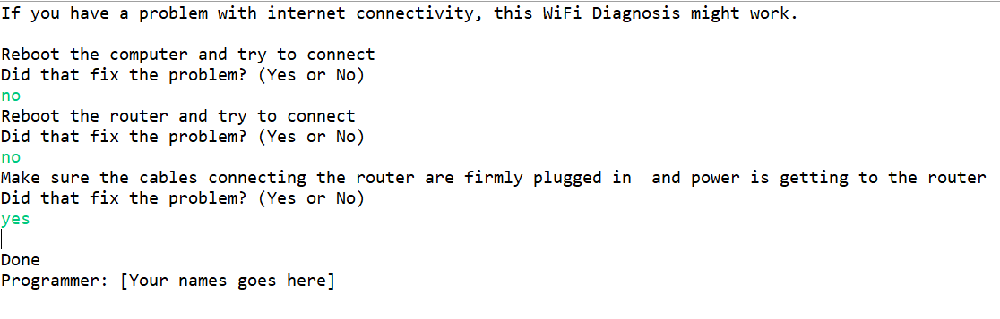 If you have a problem with internet connectivity, this WiFi Diagnosis might work.
Reboot the computer and try to connect
Did that fix the problem? (Yes or No)
no
Reboot the router and try to connect
Did that fix the problem? (Yes or No)
no
Make sure the cables connecting the router are firmly plugged in  and power is getting to the router
Did that fix the problem? (Yes or No)
yes
Done
Programmer: [Your names goes here]